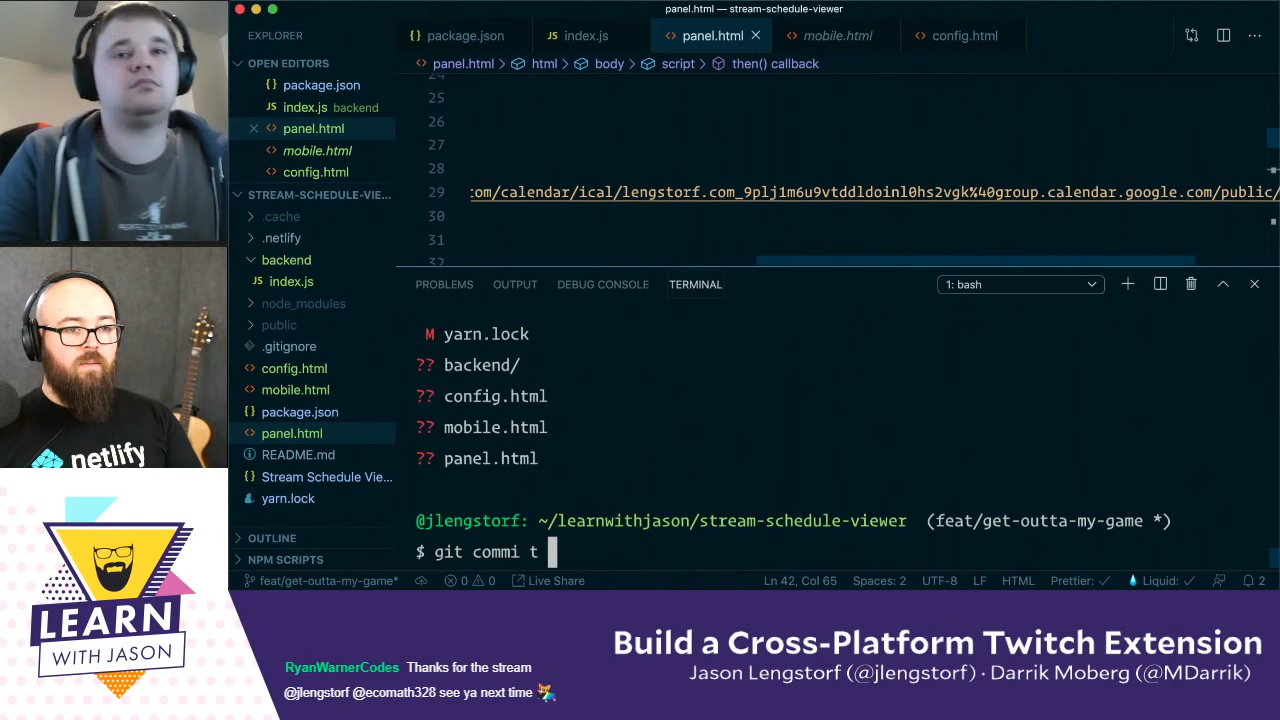 panel.html — stream-schedule-viewer
EXPLORER
OPEN EDITORS
{} package.json
JS index.js backend
<> panel.html
<> mobile.html
<> config.html
STREAM-SCHEDULE-VIE...
.cache
.netlify
backend
JS index.js
node_modules
public
.gitignore
<> config.html
<> mobile.html
{} package.json
<> panel.html
README.md
{} Stream Schedule Vie...
yarn.lock
OUTLINE
NPM SCRIPTS
{} package.json
JS index.js
<> panel.html
<> mobile.html
<> config.html
panel.html > html > body > script > then() callback
24
25
26
27
28
29 :om/calendar/ical/lengstorf.com_9plj1m6u9vtddldoinl0hs2vgk%40group.calendar.google.com/public/
30
31
32
PROBLEMS OUTPUT DEBUG CONSOLE TERMINAL
1: bash
M yarn.lock
?? backend/
?? config.html
?? mobile.html
?? panel.html
@jlengstorf: ~/learnwithjason/stream-schedule-viewer (feat/get-outta-my-game *)
$ git commi t
feat/get-outta-my-game* 0 0 Live Share Ln 42, Col 65 Spaces: 2 UTF-8 LF HTML Prettier: ✓ Liquid: ✓ 2
netlify
LEARN
WITH JASON
RyanWarnerCodes Thanks for the stream
@jlengstorf @ecomath328 see ya next time
Build a Cross-Platform Twitch Extension
Jason Lengstorf (@jlengstorf) · Darrik Moberg (@MDarrik)